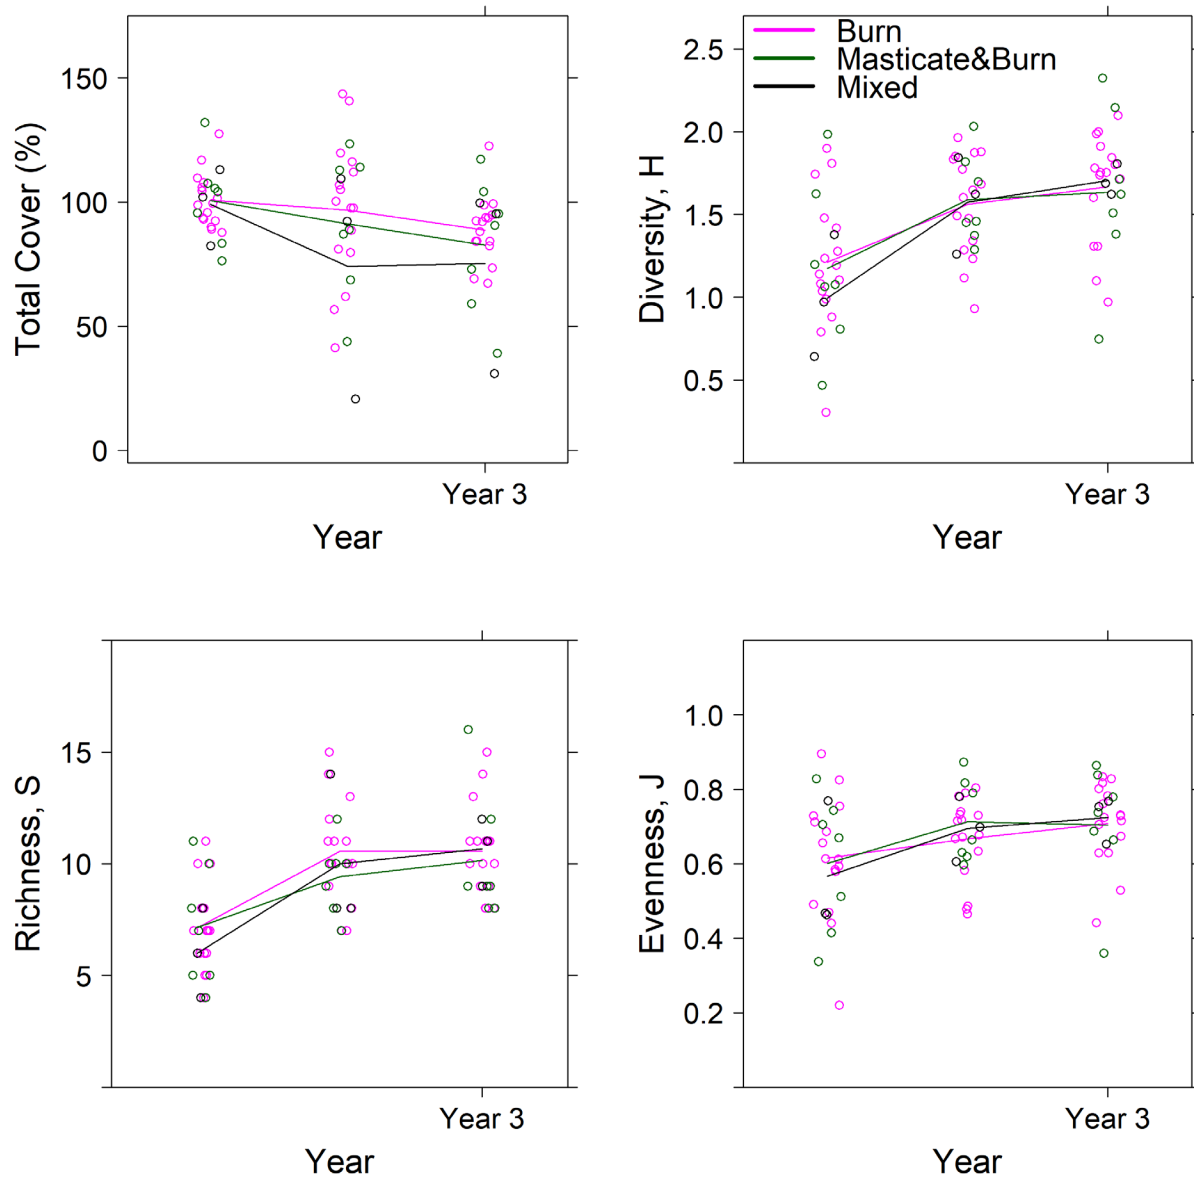 Total Cover (%)
150
100
50
0
Year 3
Year
Diversity, H
2.5
2.0
1.5
1.0
0.5
Burn
Masticate&Burn
Mixed
Year 3
Year
Richness, S
15
10
5
Year 3
Year
Evenness, J
1.0
0.8
0.6
0.4
0.2
Year 3
Year